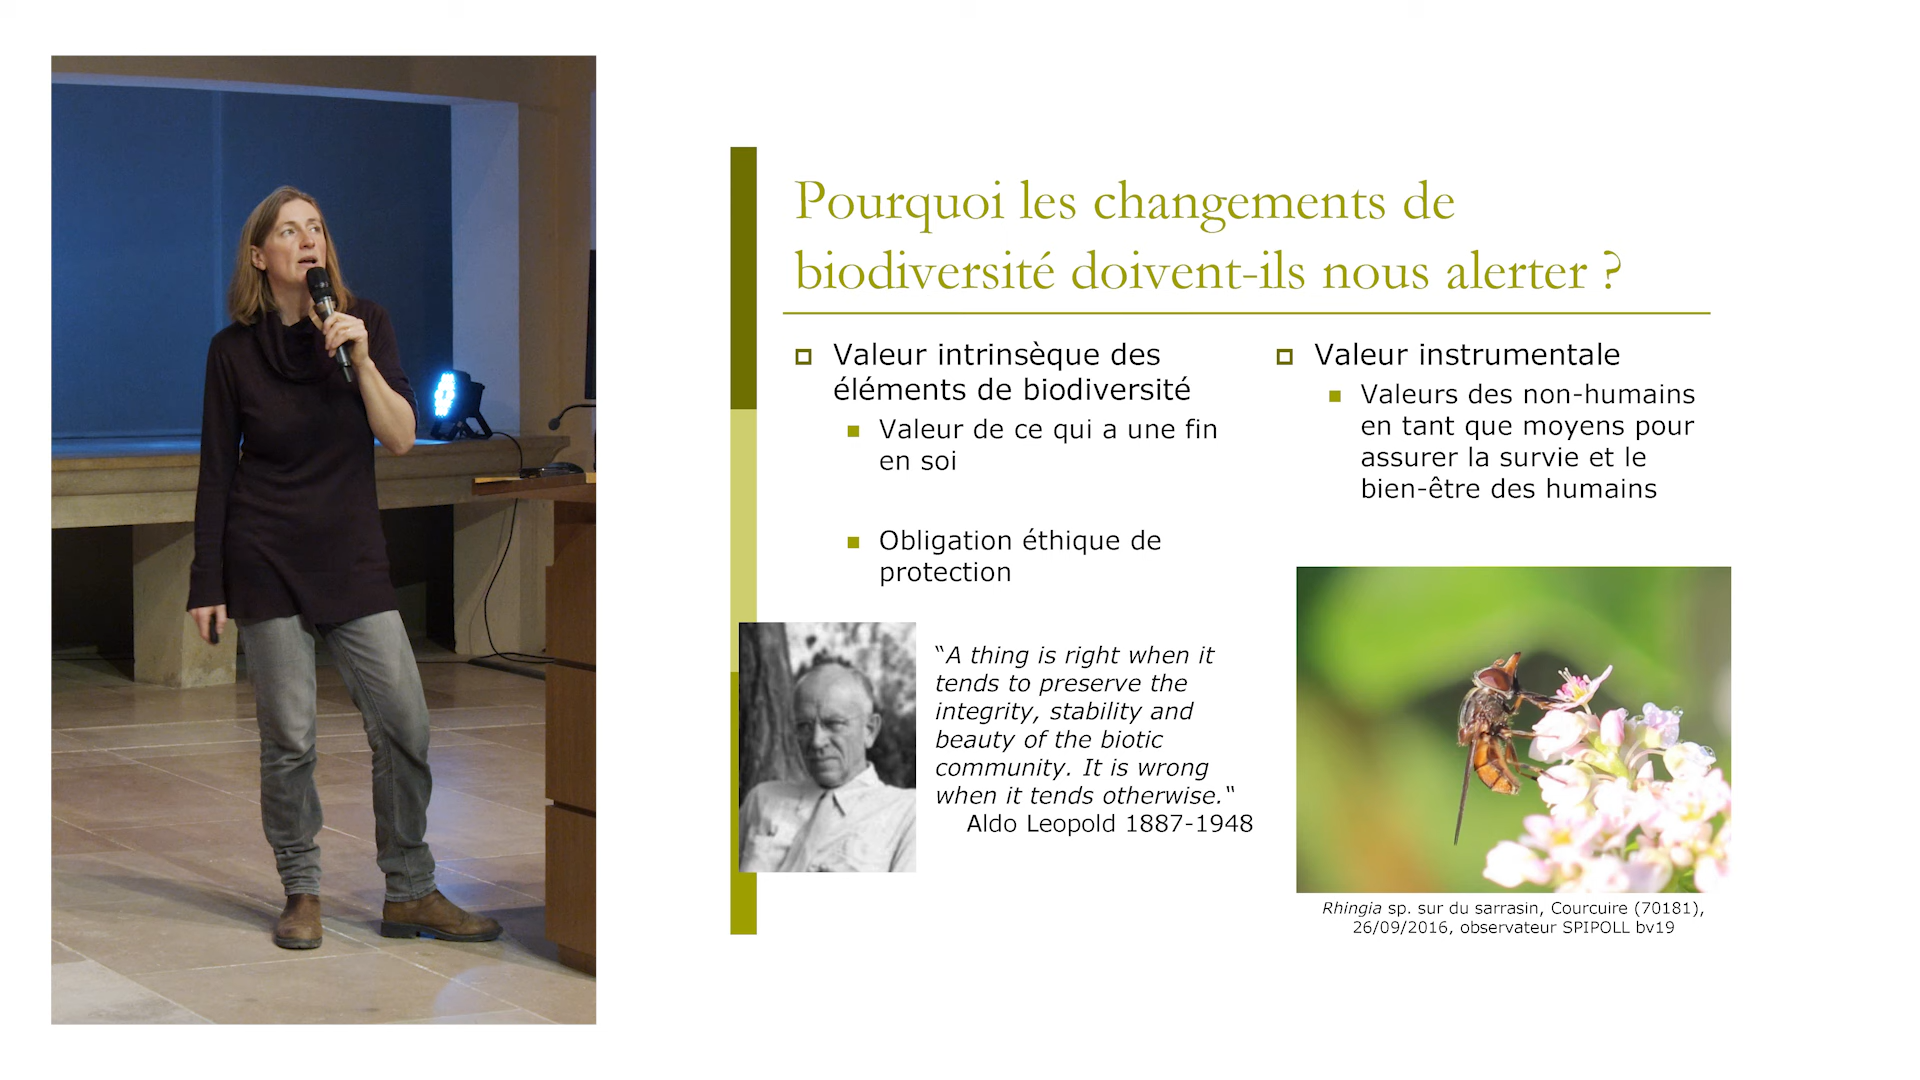 Pourquoi les changements de
biodiversité doivent-ils nous alerter ?
Valeur intrinsèque des
éléments de biodiversité
Valeur de ce qui a une fin
en soi
Obligation éthique de
protection
"A thing is right when it
tends to preserve the
integrity, stability and
beauty of the biotic
community. It is wrong
when it tends otherwise."
Aldo Leopold 1887-1948
Valeur instrumentale
Valeurs des non-humains
en tant que moyens pour
assurer la survie et le
bien-être des humains
Rhingia sp. sur du sarrasin, Courcuire (70181),
26/09/2016, observateur SPIPOLL bv19